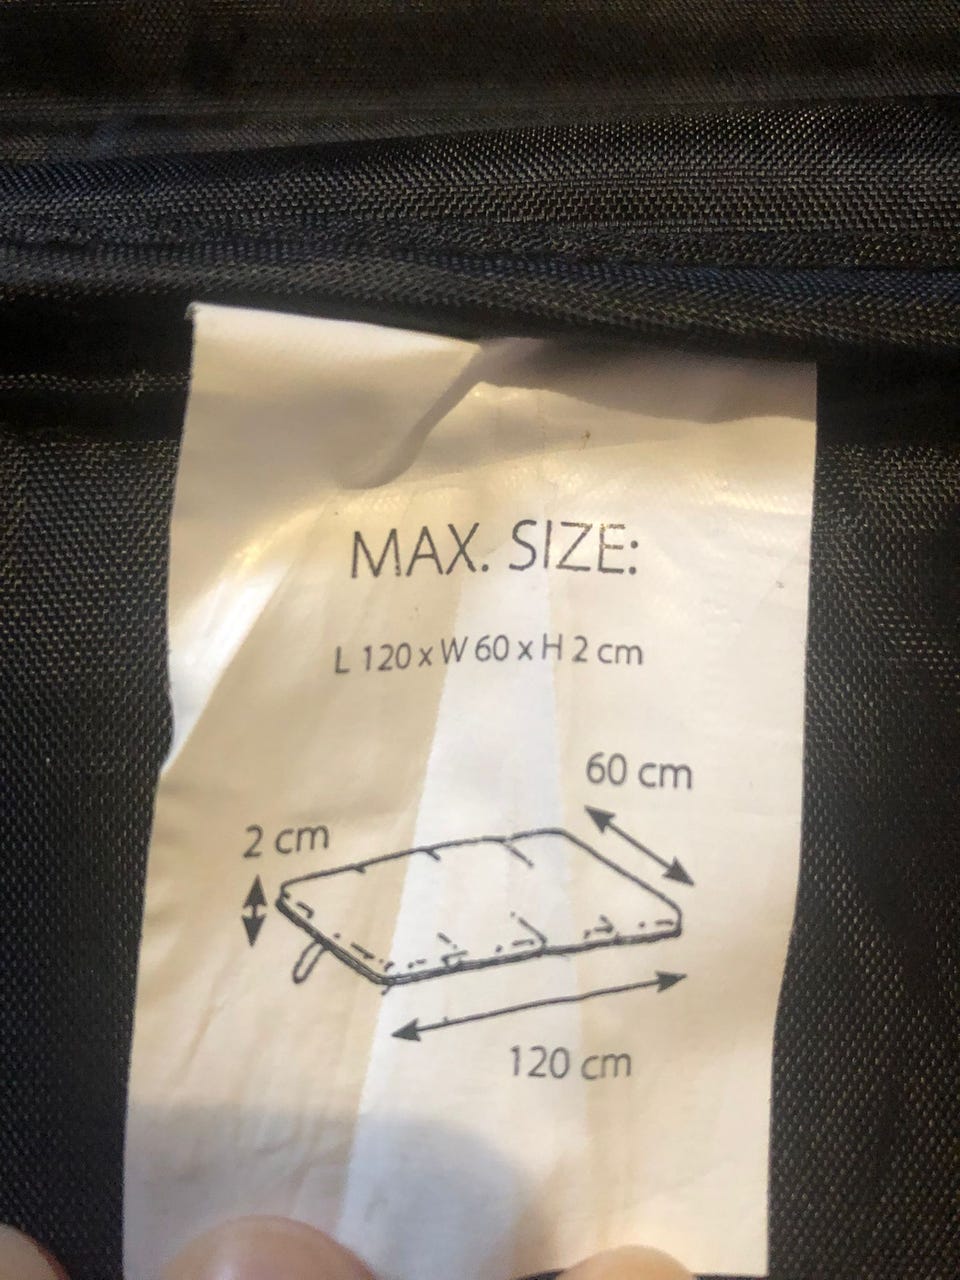 MAX. SIZE:
L 120 x W 60 x H 2 cm
60 cm
2 cm
120 cm